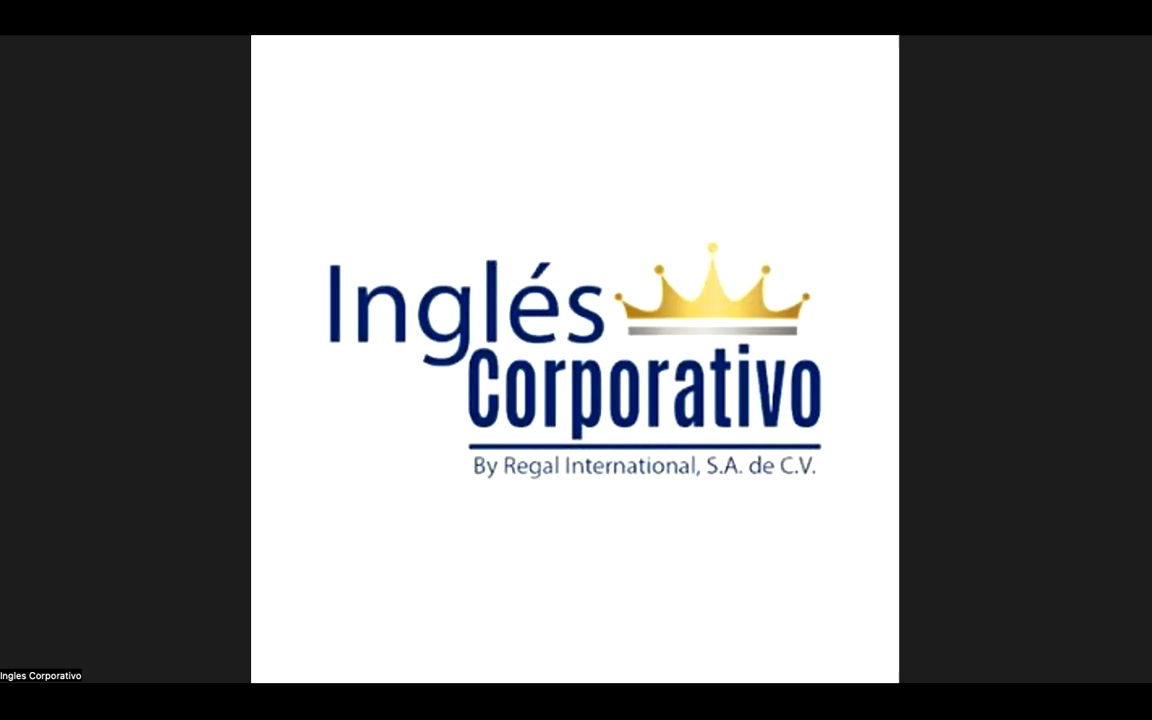 Inglés
Corporativo
By Regal International, S.A. de C.V.
Ingles Corporativo